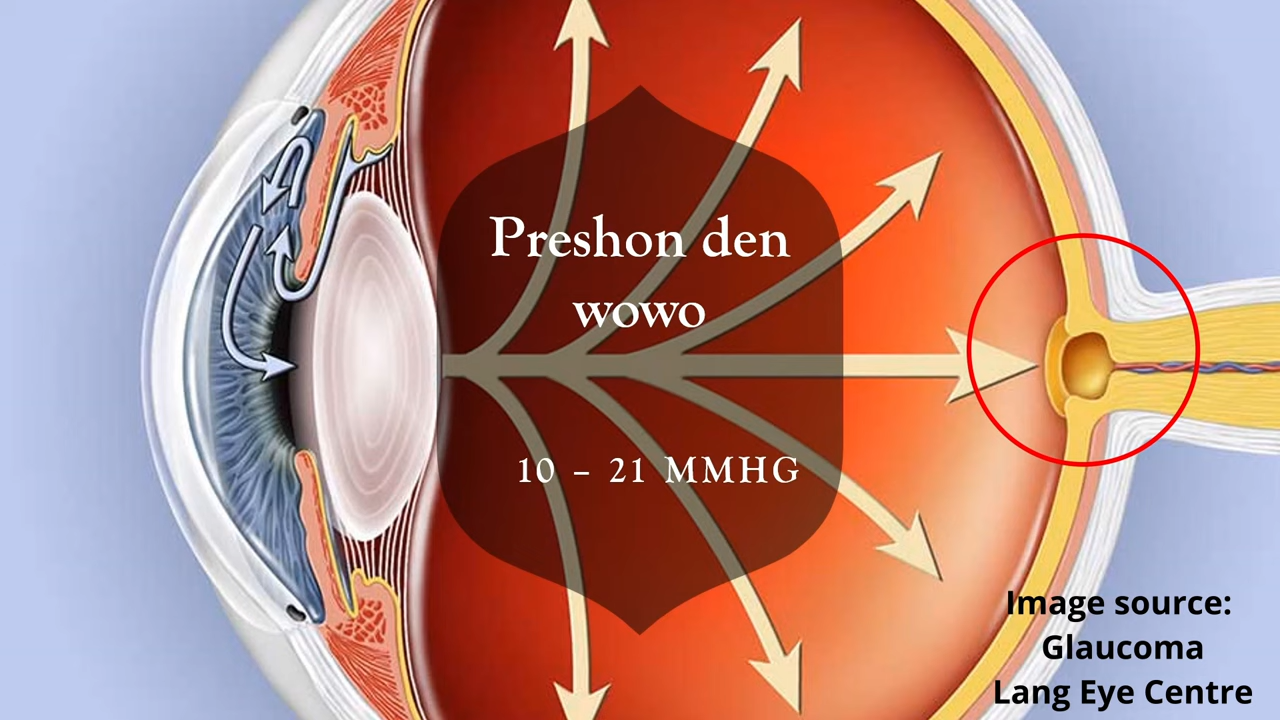 Preshon den
wowo
10 – 21 MMHG
Image source:
Glaucoma
Lang Eye Centre